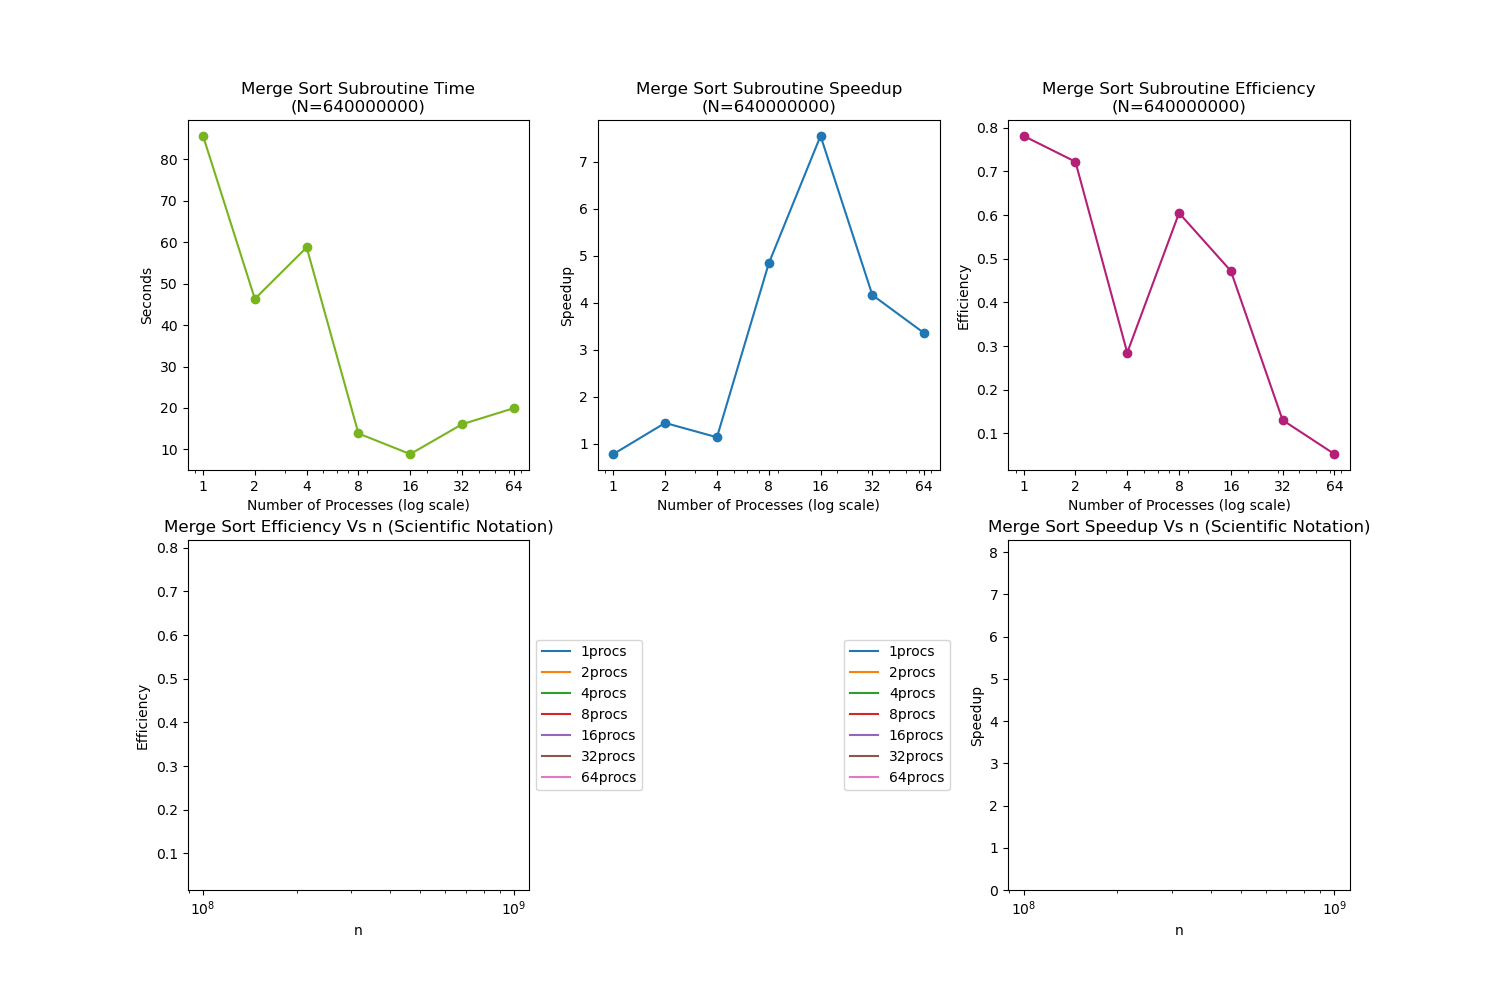 Merge Sort Subroutine Time
(N=640000000)
80
70
60
50
40
30
20
10
Seconds
1 2 4 8 16 32 64
Number of Processes (log scale)
Merge Sort Subroutine Speedup
(N=640000000)
7
6
5
4
3
2
1
Speedup
1 2 4 8 16 32 64
Number of Processes (log scale)
Merge Sort Subroutine Efficiency
(N=640000000)
0.8
0.7
0.6
0.5
0.4
0.3
0.2
0.1
Efficiency
1 2 4 8 16 32 64
Number of Processes (log scale)
Merge Sort Efficiency Vs n (Scientific Notation)
0.8
0.7
0.6
0.5
0.4
0.3
0.2
0.1
Efficiency
10⁸ 10⁹
n
1procs
2procs
4procs
8procs
16procs
32procs
64procs
1procs
2procs
4procs
8procs
16procs
32procs
64procs
Merge Sort Speedup Vs n (Scientific Notation)
8
7
6
5
4
3
2
1
0
Speedup
10⁸ 10⁹
n